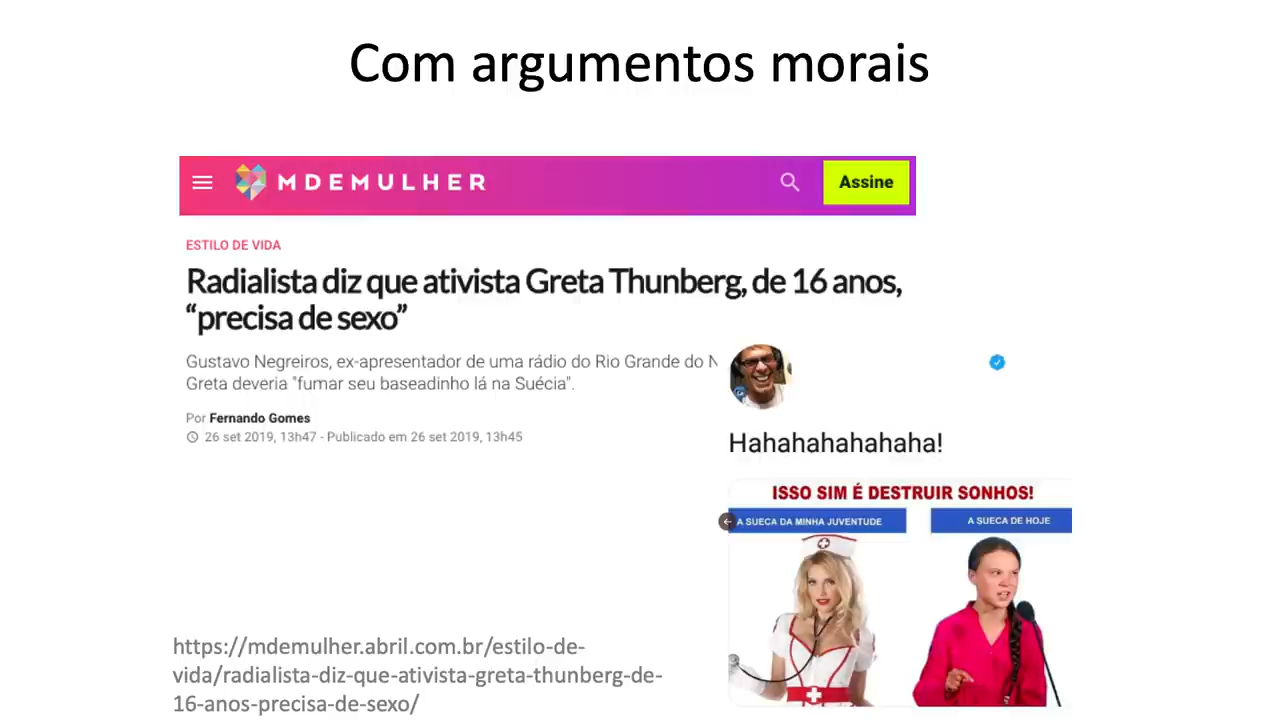 Com argumentos morais
MDEMULHER
Assine
ESTILO DE VIDA
Radialista diz que ativista Greta Thunberg, de 16 anos,
“precisa de sexo”
Gustavo Negreiros, ex-apresentador de uma rádio do Rio Grande do N
Greta deveria "fumar seu baseadinho lá na Suécia".
Por Fernando Gomes
26 set 2019, 13h47 - Publicado em 26 set 2019, 13h45
Hahahahahahaha!
ISSO SIM É DESTRUIR SONHOS!
A SUECA DA MINHA JUVENTUDE
A SUECA DE HOJE
https://mdemulher.abril.com.br/estilo-de-
vida/radialista-diz-que-ativista-greta-thunberg-de-
16-anos-precisa-de-sexo/